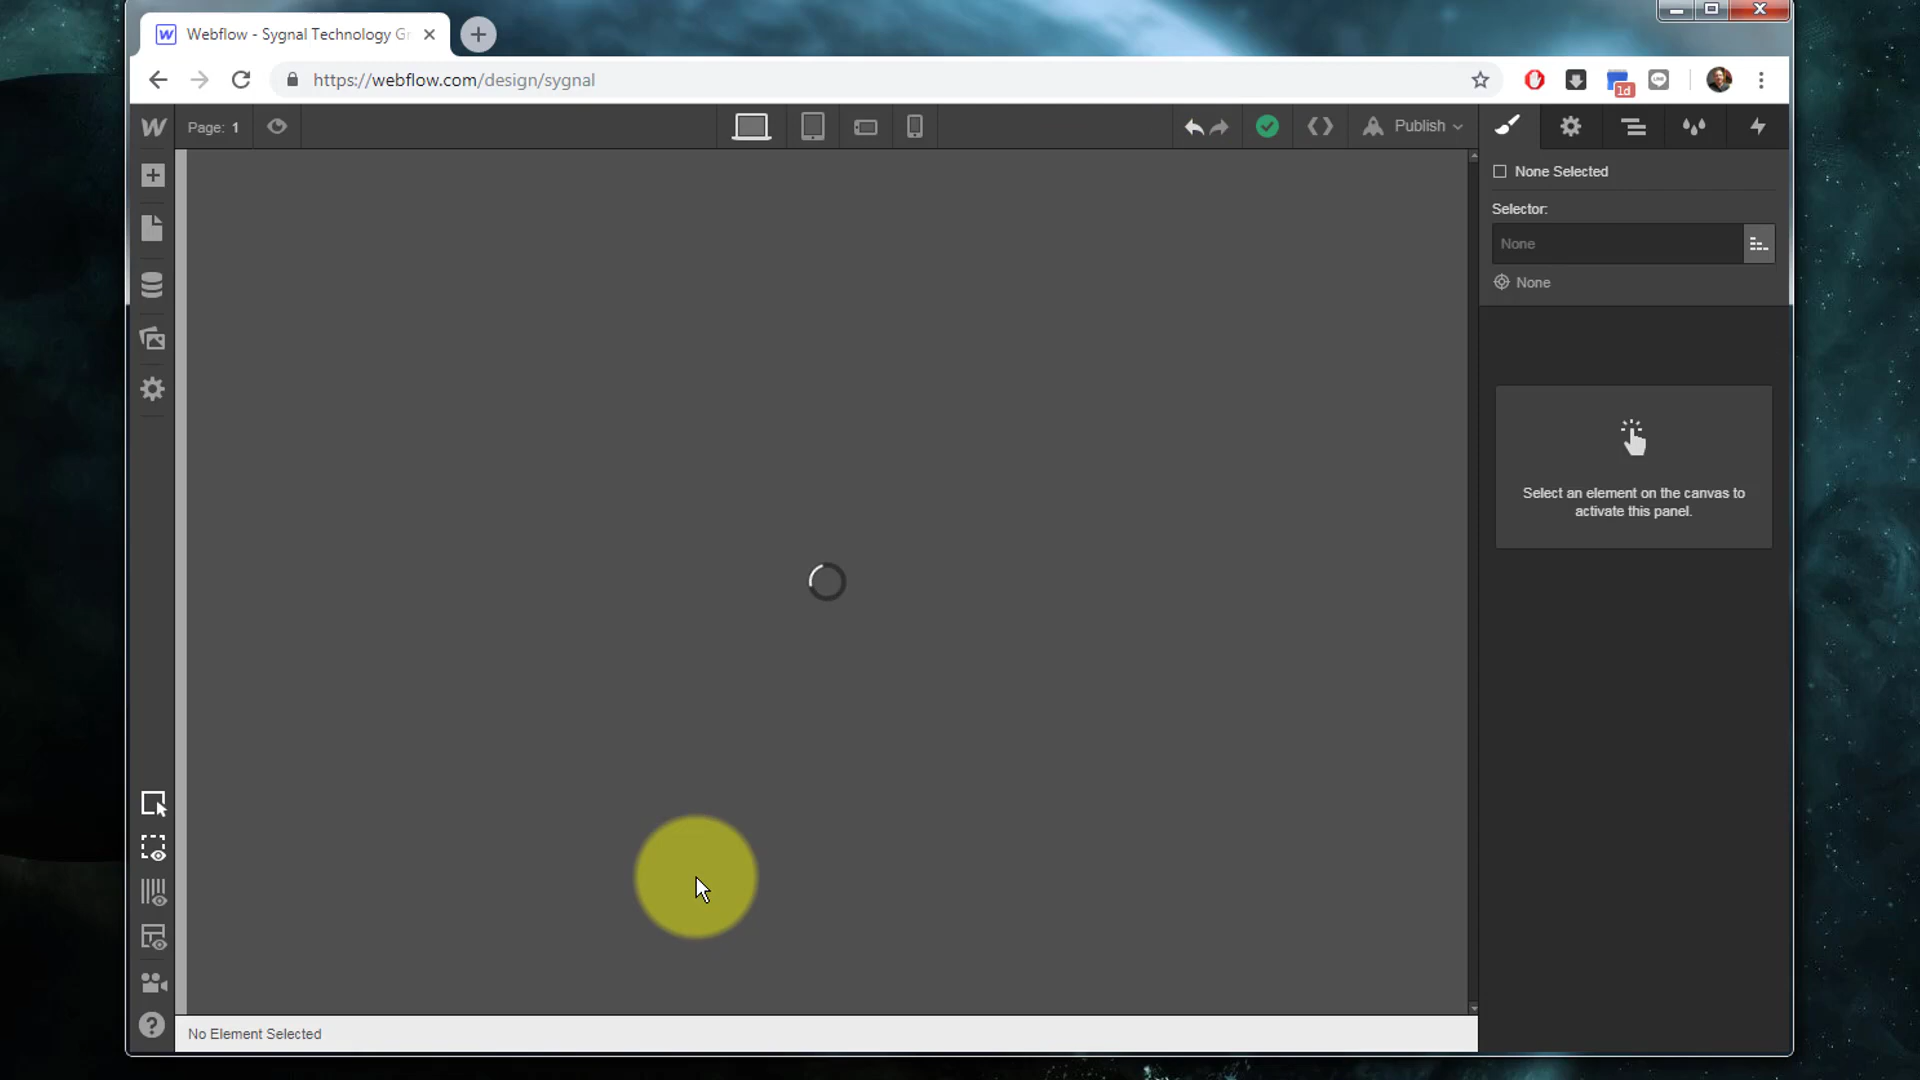 Webflow - Sygnal Technology Gr
https://webflow.com/design/sygnal
1d
Page: 1
Publish
None Selected
Selector:
None
None
Select an element on the canvas to
activate this panel.
No Element Selected